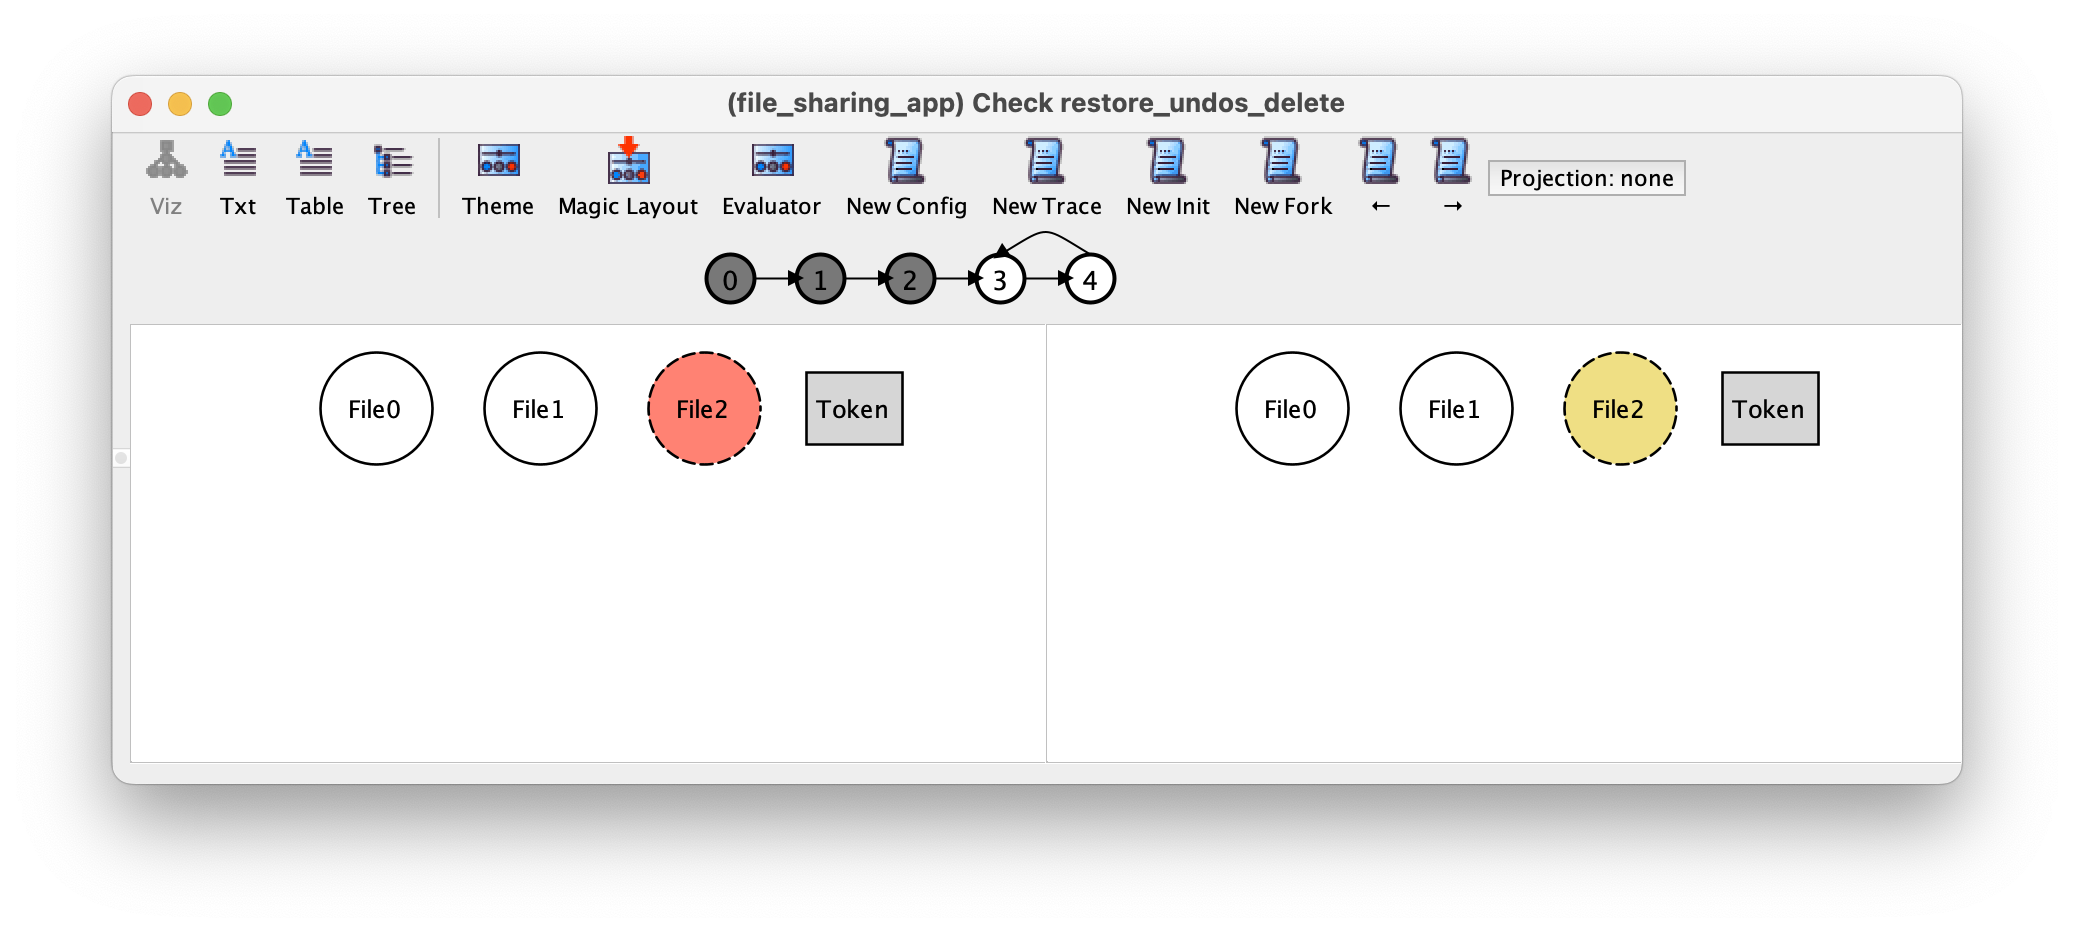 (file_sharing_app) Check restore_undos_delete
Viz Txt Table Tree Theme Magic Layout Evaluator New Config New Trace New Init New Fork ← → Projection: none
0 1 2 3 4
File0 File1 File2 Token File0 File1 File2 Token